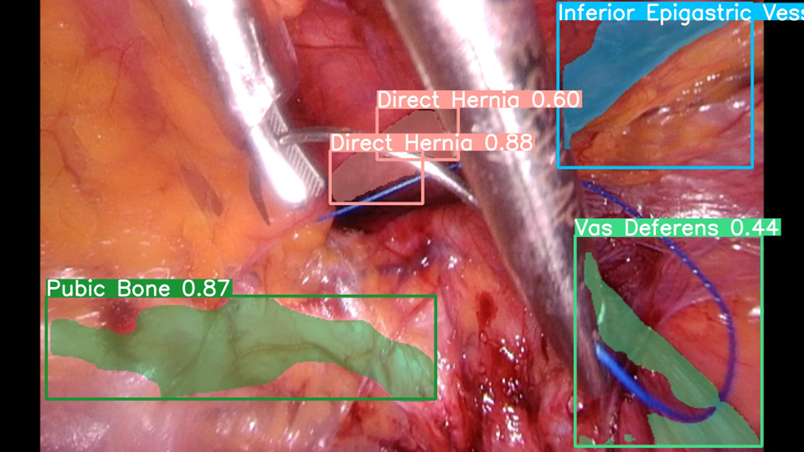 Inferior Epigastric Vess
Direct Hernia 0.60
Direct Hernia 0.88
Vas Deferens 0.44
Pubic Bone 0.87